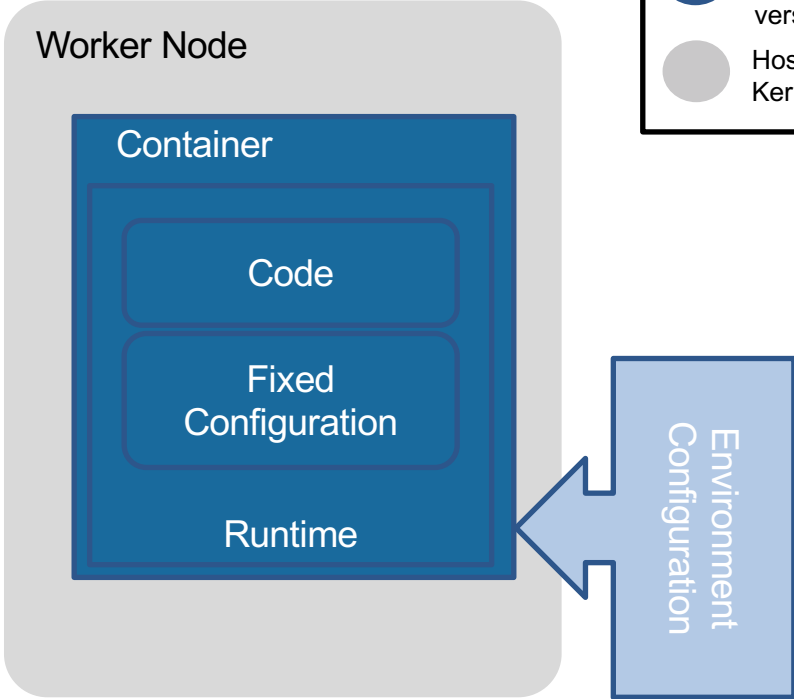 Worker Node
Container
Code
Fixed
Configuration
Runtime
Environment
Configuration